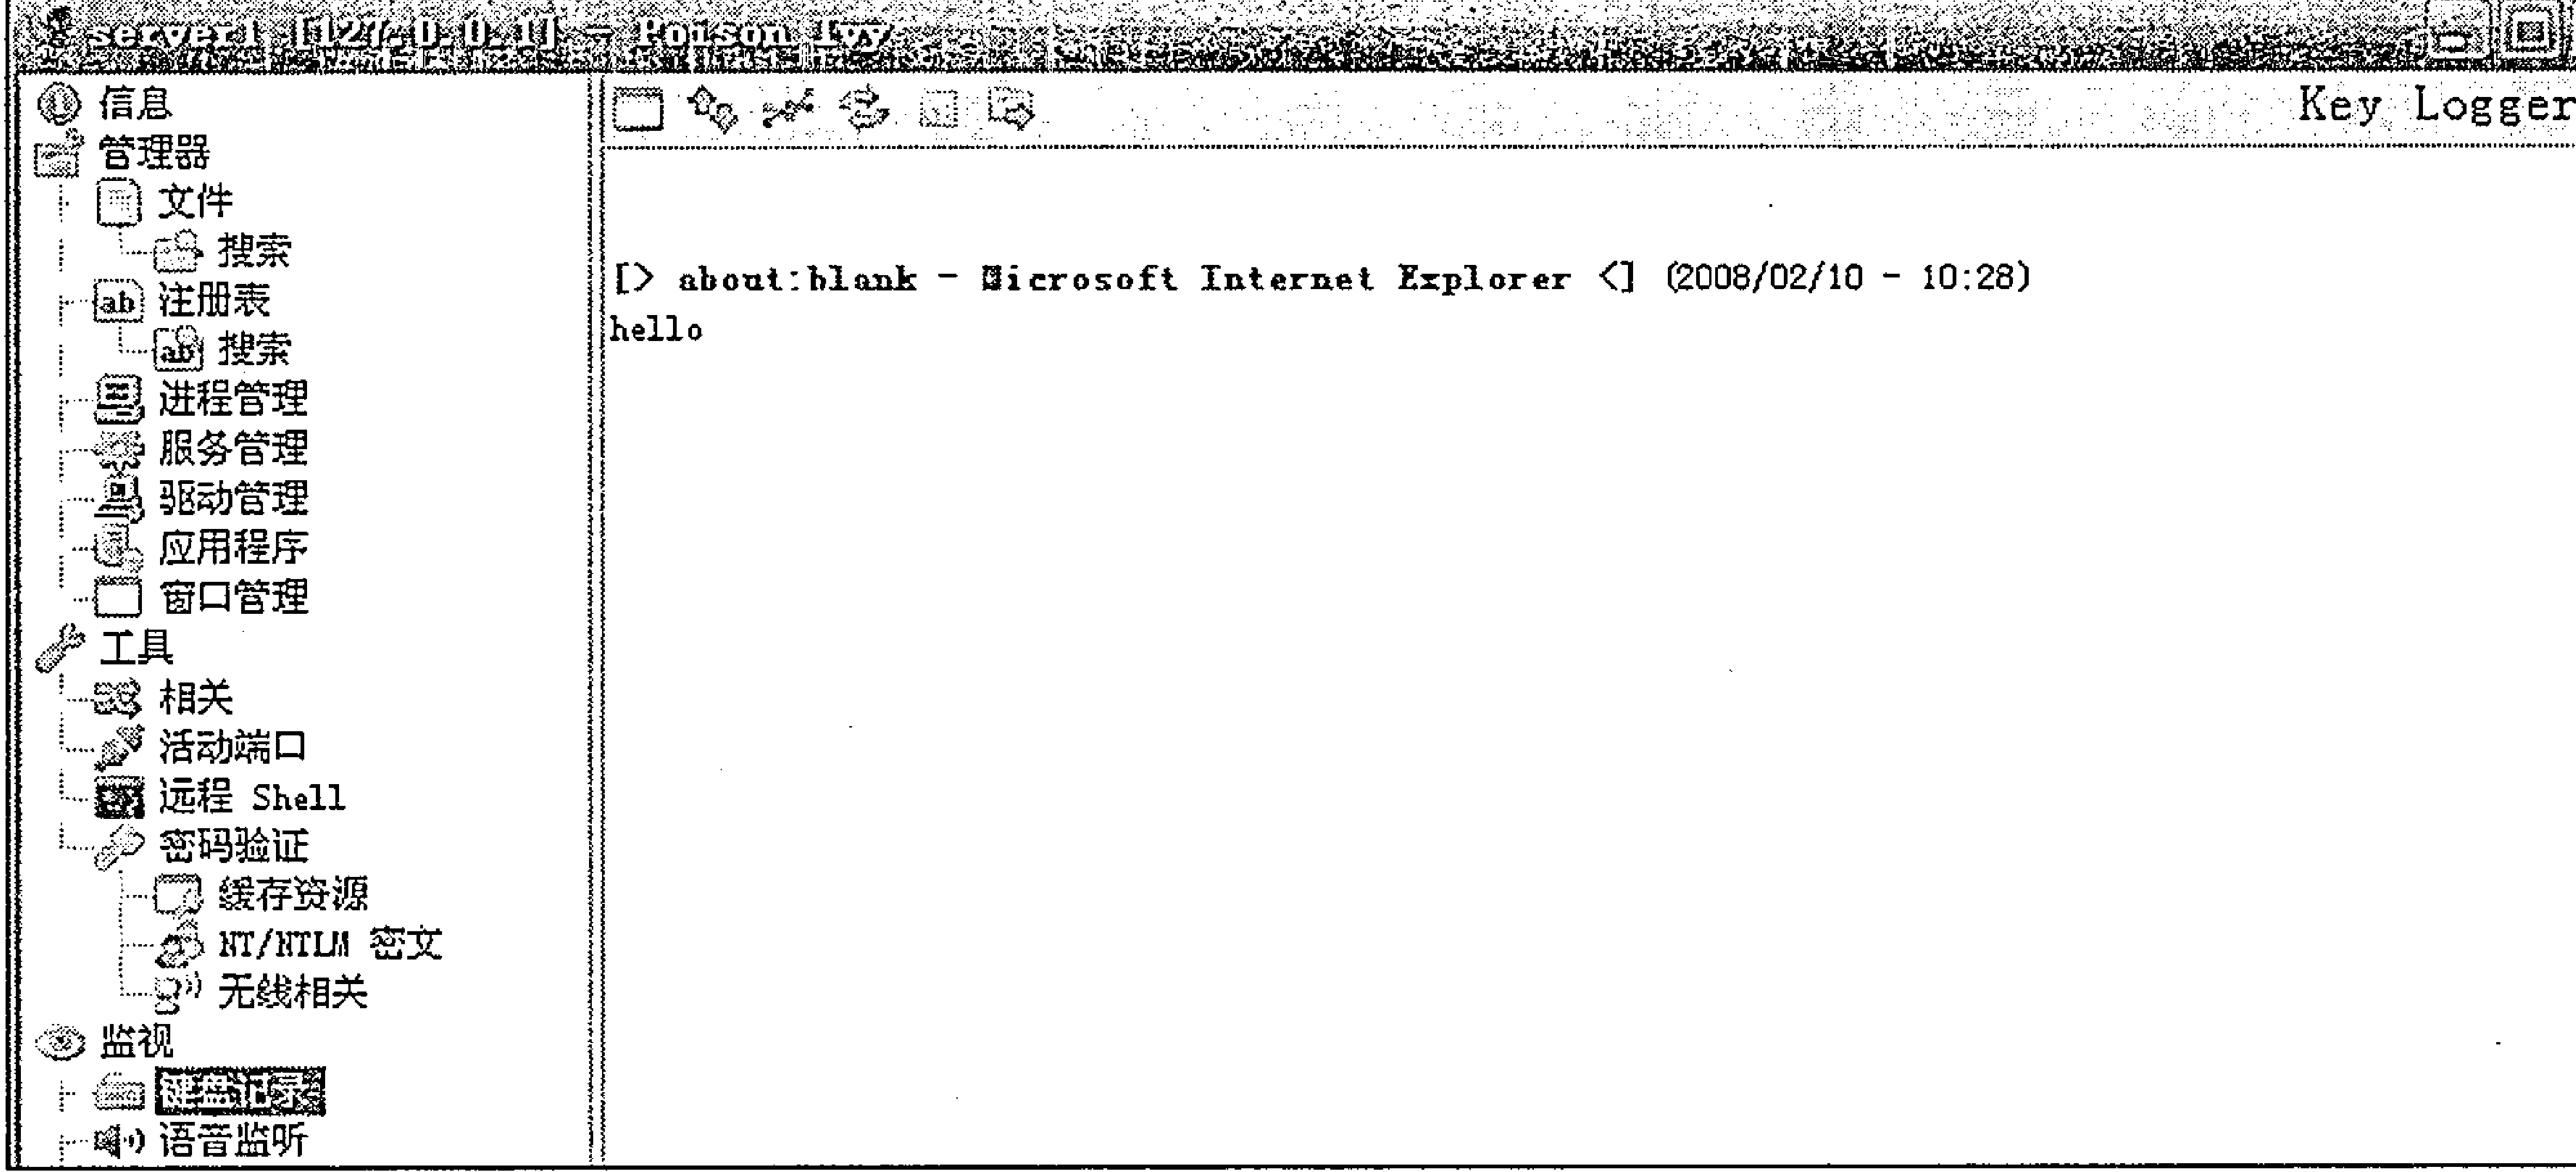 server1 [127.0.0.1] - Poison Ivy
信息
管理器
文件
搜索
注册表
搜索
进程管理
服务管理
驱动管理
应用程序
窗口管理
工具
相关
活动端口
远程 Shell
密码验证
缓存资源
NT/NTLM 密文
无线相关
监视
键盘记录
语音监听
Key Logger
[> about:blank - Microsoft Internet Explorer <] (2008/02/10 - 10:28)
hello